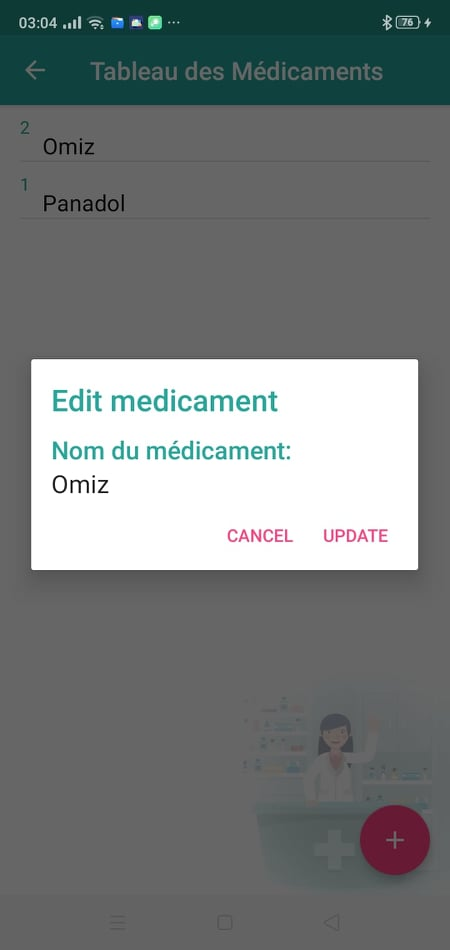 03:04
76
Tableau des Médicaments
2
Omiz
1
Panadol
Edit medicament
Nom du médicament:
Omiz
CANCEL UPDATE